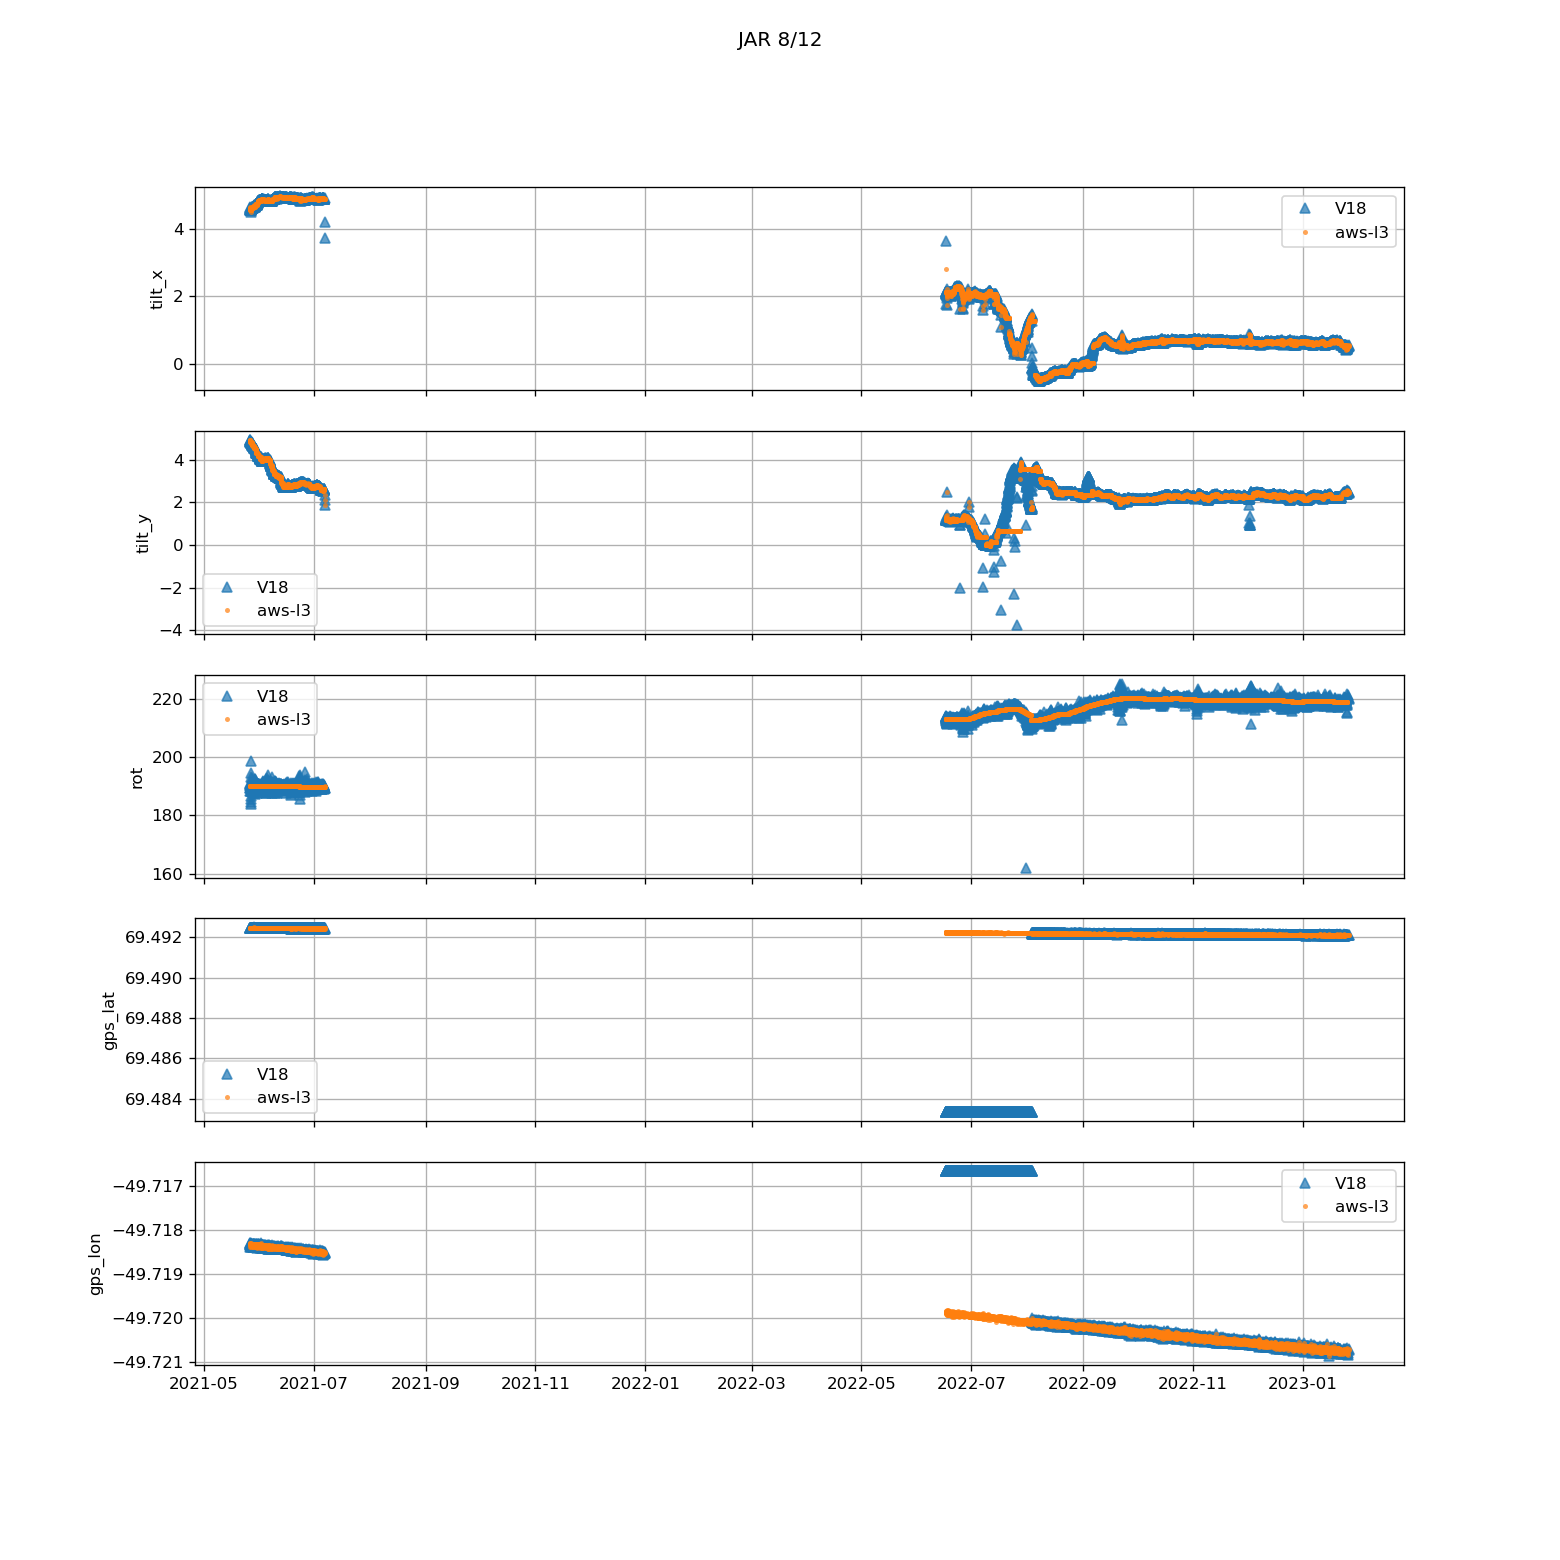 JAR 8/12
4
2
0
tilt_x
V18
aws-l3
4
2
0
−2
−4
tilt_y
V18
aws-l3
220
200
180
160
rot
V18
aws-l3
69.492
69.490
69.488
69.486
69.484
gps_lat
V18
aws-l3
−49.717
−49.718
−49.719
−49.720
−49.721
gps_lon
V18
aws-l3
2021-05 2021-07 2021-09 2021-11 2022-01 2022-03 2022-05 2022-07 2022-09 2022-11 2023-01